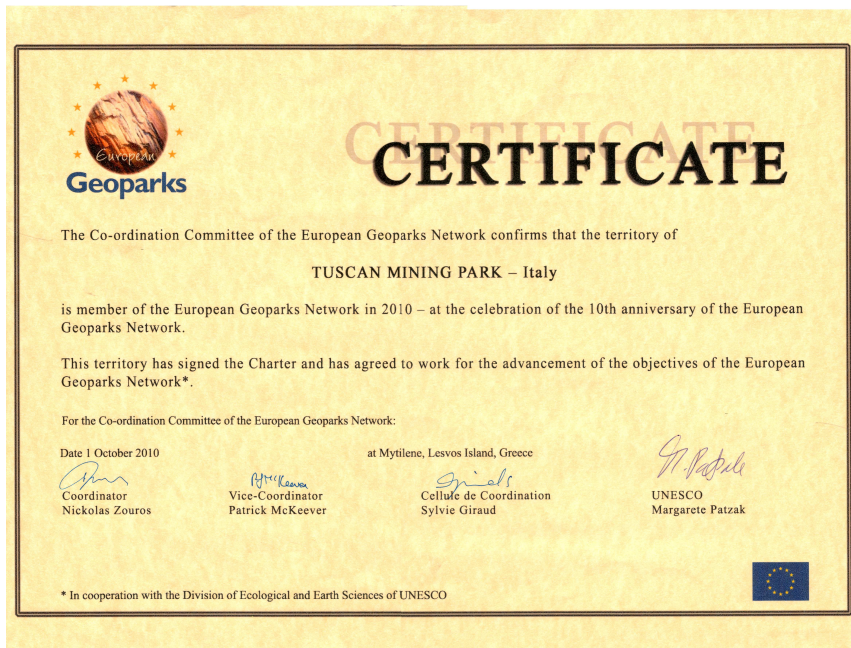 European
Geoparks
CERTIFICATE
CERTIFICATE
The Co-ordination Committee of the European Geoparks Network confirms that the territory of
TUSCAN MINING PARK – Italy
is member of the European Geoparks Network in 2010 – at the celebration of the 10th anniversary of the European
Geoparks Network.
This territory has signed the Charter and has agreed to work for the advancement of the objectives of the European
Geoparks Network*.
For the Co-ordination Committee of the European Geoparks Network:
Date 1 October 2010 at Mytilene, Lesvos Island, Greece
PJ McKeever
M. Patzak
Coordinator Vice-Coordinator Cellule de Coordination UNESCO
Nickolas Zouros Patrick McKeever Sylvie Giraud Margarete Patzak
* In cooperation with the Division of Ecological and Earth Sciences of UNESCO